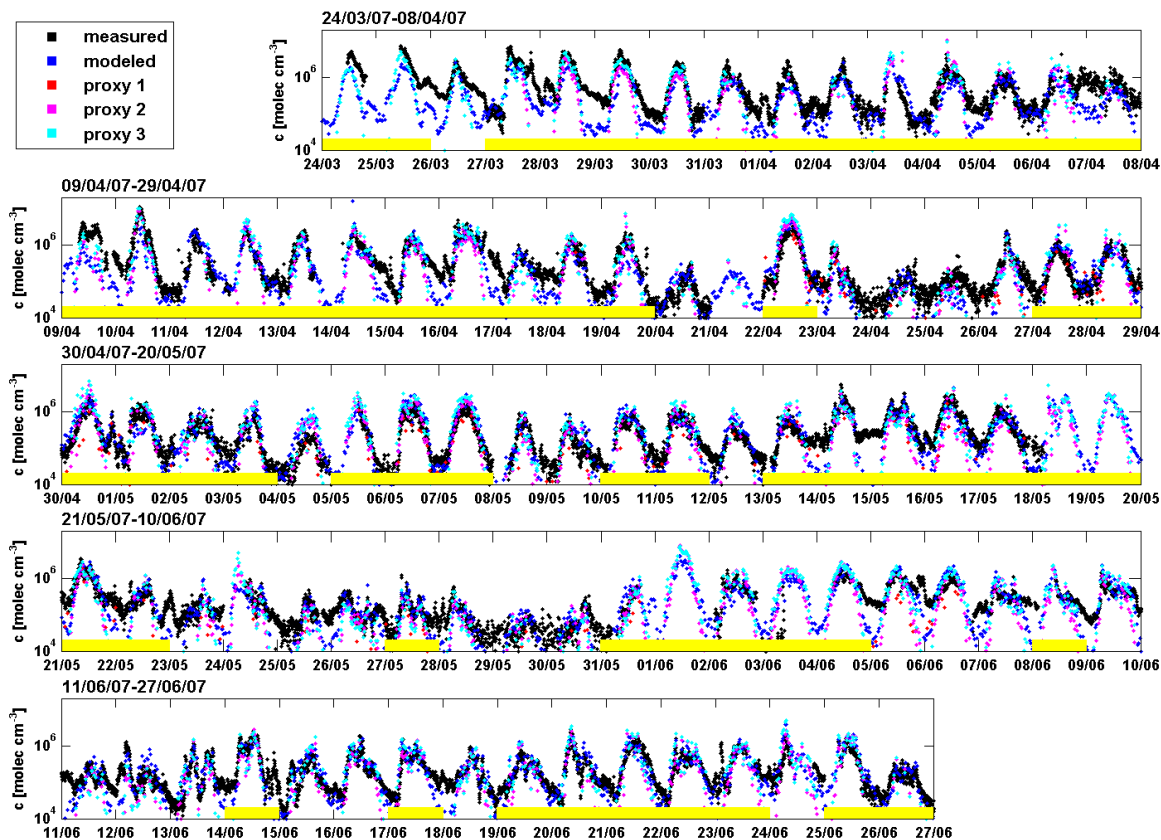 measured
modeled
proxy 1
proxy 2
proxy 3
24/03/07-08/04/07
c [molec cm⁻³]
10⁶
10⁴
24/03 25/03 26/03 27/03 28/03 29/03 30/03 31/03 01/04 02/04 03/04 04/04 05/04 06/04 07/04 08/04
09/04/07-29/04/07
c [molec cm⁻³]
10⁶
10⁴
09/04 10/04 11/04 12/04 13/04 14/04 15/04 16/04 17/04 18/04 19/04 20/04 21/04 22/04 23/04 24/04 25/04 26/04 27/04 28/04 29/04
30/04/07-20/05/07
c [molec cm⁻³]
10⁶
10⁴
30/04 01/05 02/05 03/05 04/05 05/05 06/05 07/05 08/05 09/05 10/05 11/05 12/05 13/05 14/05 15/05 16/05 17/05 18/05 19/05 20/05
21/05/07-10/06/07
c [molec cm⁻³]
10⁶
10⁴
21/05 22/05 23/05 24/05 25/05 26/05 27/05 28/05 29/05 30/05 31/05 01/06 02/06 03/06 04/06 05/06 06/06 07/06 08/06 09/06 10/06
11/06/07-27/06/07
c [molec cm⁻³]
10⁶
10⁴
11/06 12/06 13/06 14/06 15/06 16/06 17/06 18/06 19/06 20/06 21/06 22/06 23/06 24/06 25/06 26/06 27/06